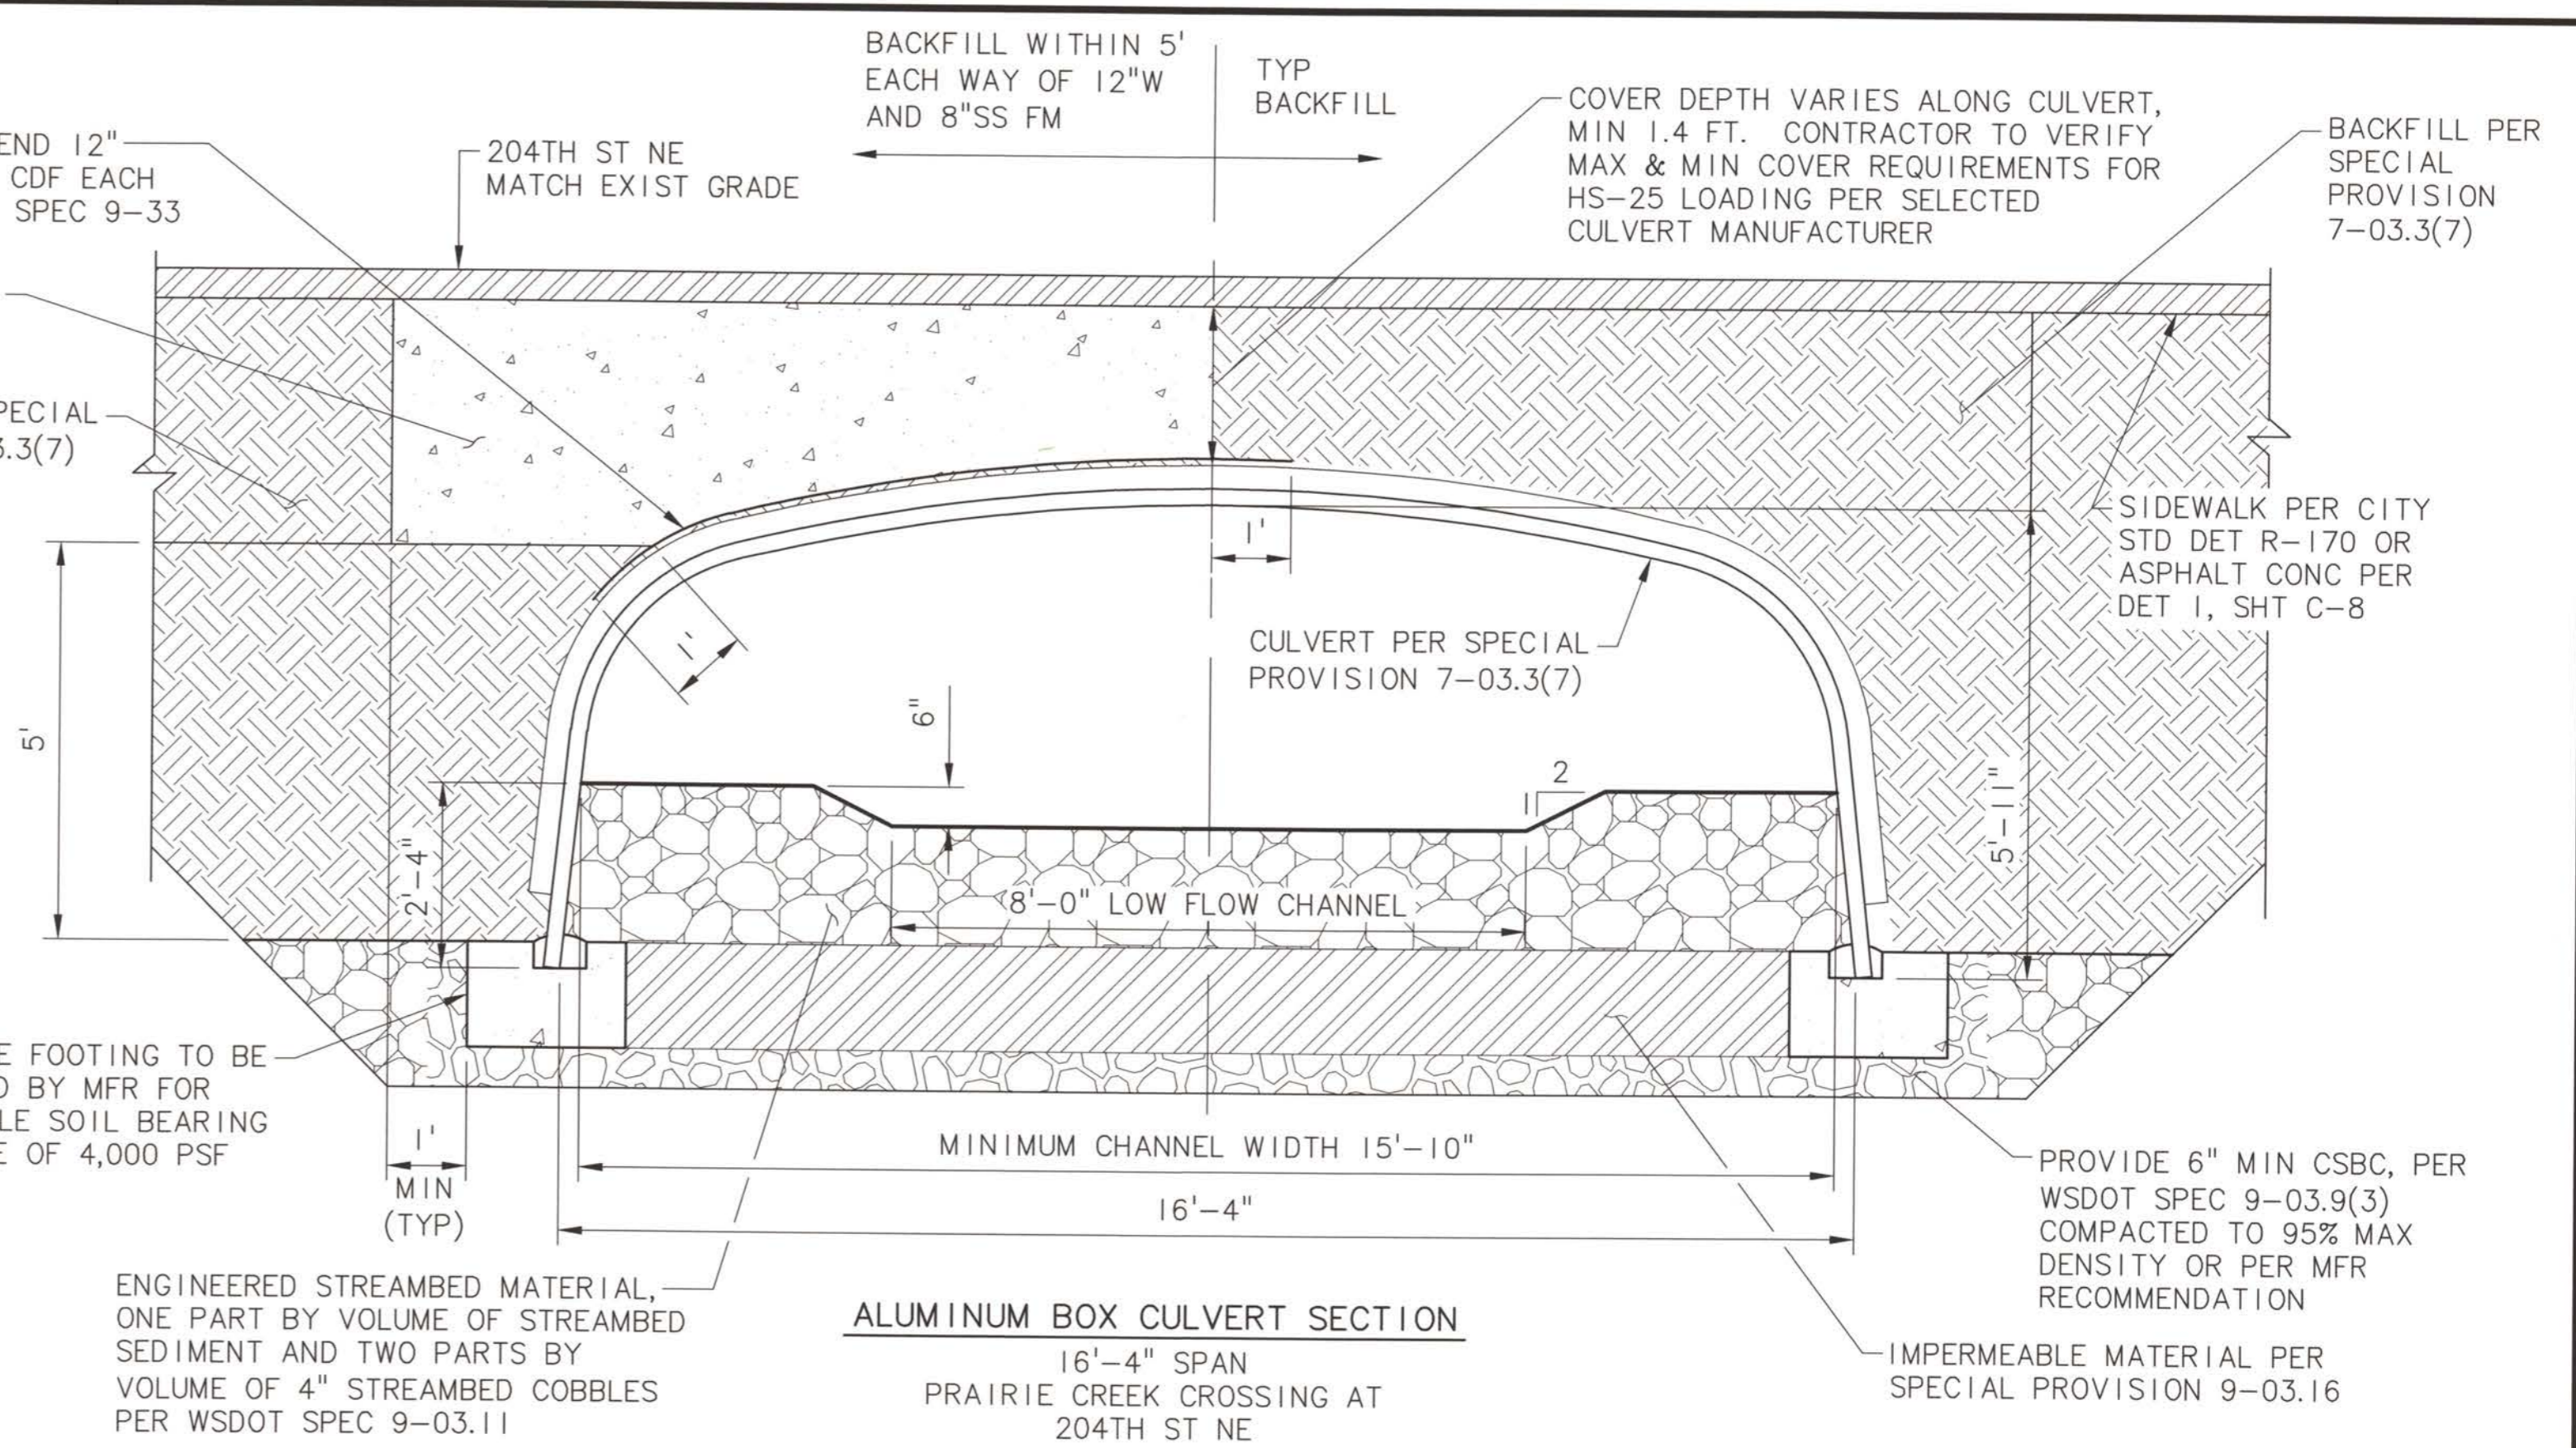 BACKFILL WITHIN 5'
EACH WAY OF 12"W
AND 8"SS FM
TYP
BACKFILL
COVER DEPTH VARIES ALONG CULVERT,
MIN 1.4 FT. CONTRACTOR TO VERIFY
MAX & MIN COVER REQUIREMENTS FOR
HS-25 LOADING PER SELECTED
CULVERT MANUFACTURER
BACKFILL PER
SPECIAL
PROVISION
7-03.3(7)
END 12"
CDF EACH
SPEC 9-33
204TH ST NE
MATCH EXIST GRADE
PECIAL
3.3(7)
SIDEWALK PER CITY
STD DET R-170 OR
ASPHALT CONC PER
DET 1, SHT C-8
1'
1'
CULVERT PER SPECIAL
PROVISION 7-03.3(7)
5'
6"
2
1
2'-4"
5'-11"
8'-0" LOW FLOW CHANNEL
E FOOTING TO BE
D BY MFR FOR
LE SOIL BEARING
E OF 4,000 PSF
1'
MIN
(TYP)
MINIMUM CHANNEL WIDTH 15'-10"
16'-4"
PROVIDE 6" MIN CSBC, PER
WSDOT SPEC 9-03.9(3)
COMPACTED TO 95% MAX
DENSITY OR PER MFR
RECOMMENDATION
ENGINEERED STREAMBED MATERIAL,
ONE PART BY VOLUME OF STREAMBED
SEDIMENT AND TWO PARTS BY
VOLUME OF 4" STREAMBED COBBLES
PER WSDOT SPEC 9-03.11
IMPERMEABLE MATERIAL PER
SPECIAL PROVISION 9-03.16
ALUMINUM BOX CULVERT SECTION
16'-4" SPAN
PRAIRIE CREEK CROSSING AT
204TH ST NE